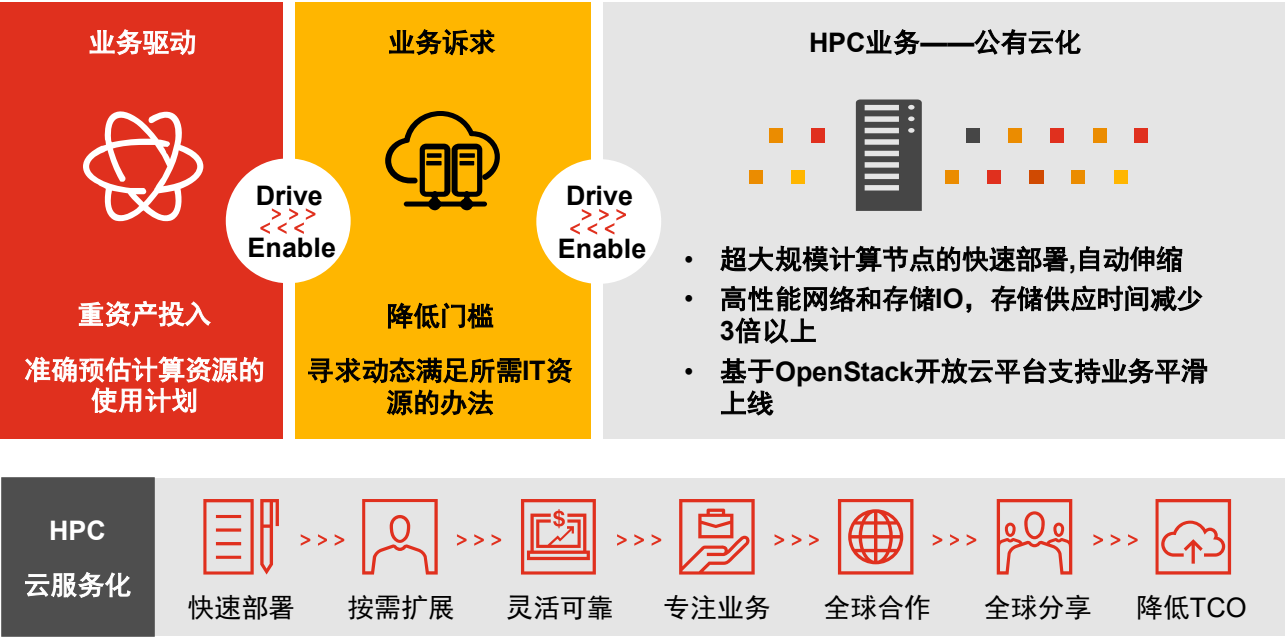 业务驱动
重资产投入
准确预估计算资源的
使用计划
Drive
>>>
<<<
Enable
业务诉求
降低门槛
寻求动态满足所需IT资
源的办法
Drive
>>>
<<<
Enable
HPC业务——公有云化
• 超大规模计算节点的快速部署,自动伸缩
• 高性能网络和存储IO，存储供应时间减少
3倍以上
• 基于OpenStack开放云平台支持业务平滑
上线
HPC
云服务化
$
>>> >>> >>> >>> >>> >>>
快速部署 按需扩展 灵活可靠 专注业务 全球合作 全球分享 降低TCO